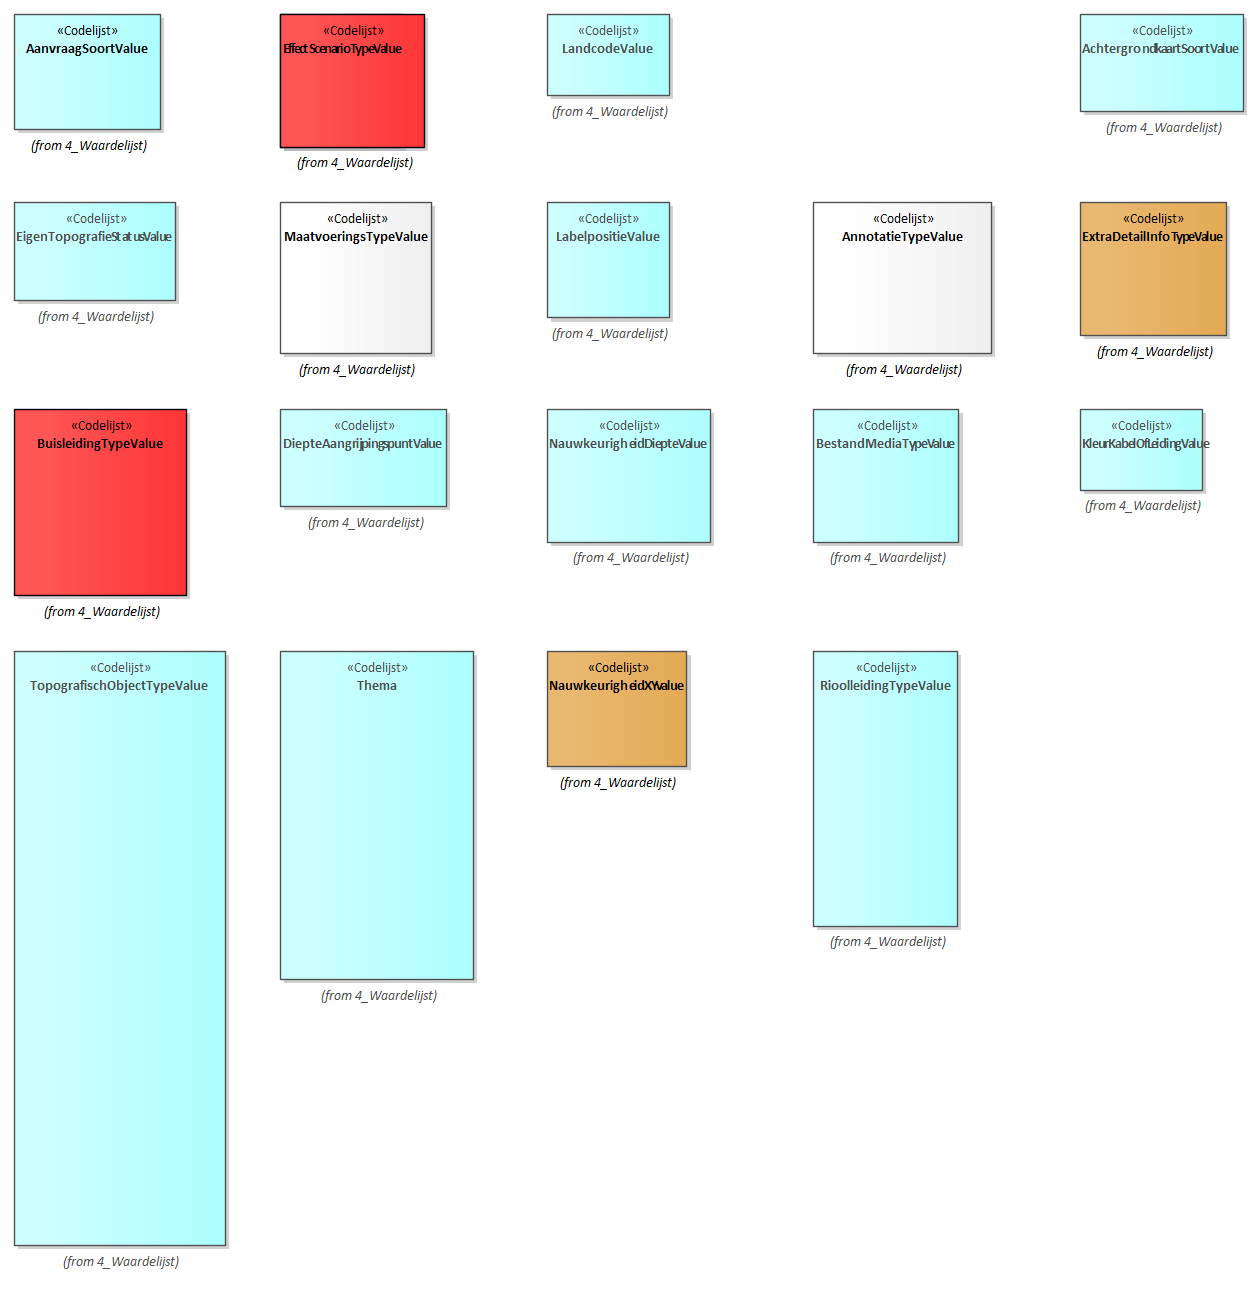 «Codelijst»
AanvraagSoortValue
(from 4_Waardelijst)
«Codelijst»
EffectScenarioTypeValue
(from 4_Waardelijst)
«Codelijst»
LandcodeValue
(from 4_Waardelijst)
«Codelijst»
AchtergrondkaartSoortValue
(from 4_Waardelijst)
«Codelijst»
EigenTopografieStatusValue
(from 4_Waardelijst)
«Codelijst»
MaatvoeringsTypeValue
(from 4_Waardelijst)
«Codelijst»
LabelpositieValue
(from 4_Waardelijst)
«Codelijst»
AnnotatieTypeValue
(from 4_Waardelijst)
«Codelijst»
ExtraDetailInfoTypeValue
(from 4_Waardelijst)
«Codelijst»
BuisleidingTypeValue
(from 4_Waardelijst)
«Codelijst»
DiepteAangrijpingspuntValue
(from 4_Waardelijst)
«Codelijst»
NauwkeurigheidDiepteValue
(from 4_Waardelijst)
«Codelijst»
BestandMediaTypeValue
(from 4_Waardelijst)
«Codelijst»
KleurKabelOfLeidingValue
(from 4_Waardelijst)
«Codelijst»
TopografischObjectTypeValue
(from 4_Waardelijst)
«Codelijst»
Thema
(from 4_Waardelijst)
«Codelijst»
NauwkeurigheidXYvalue
(from 4_Waardelijst)
«Codelijst»
RioolleidingTypeValue
(from 4_Waardelijst)